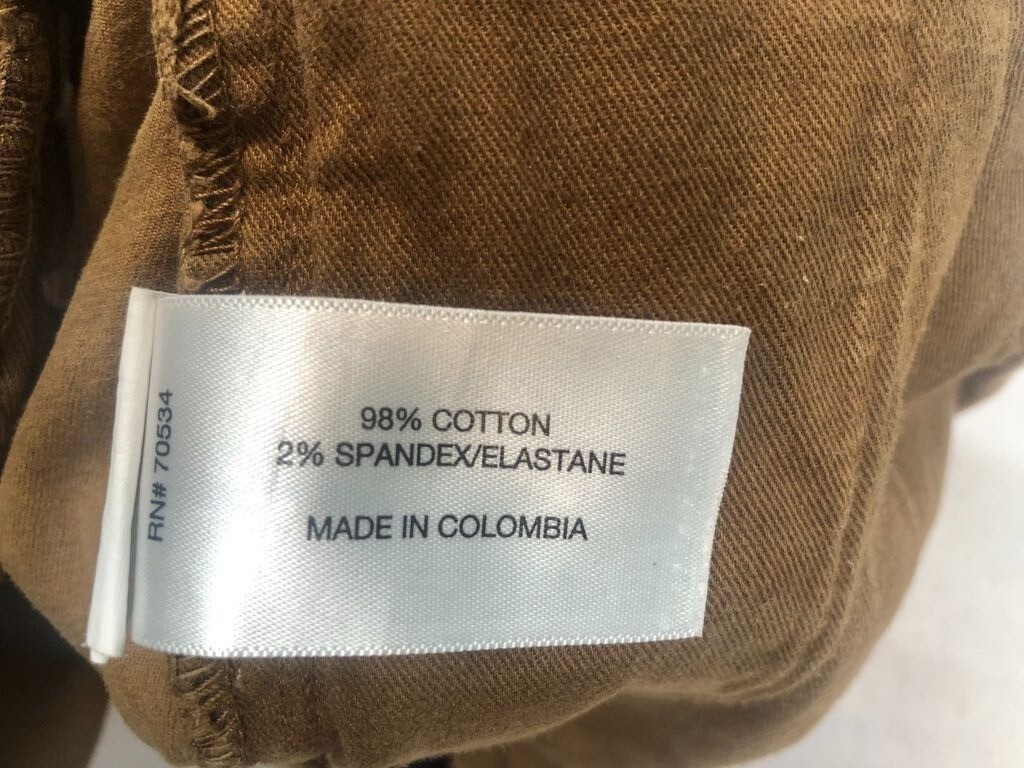 98% COTTON
2% SPANDEX/ELASTANE
MADE IN COLOMBIA
RN# 70534